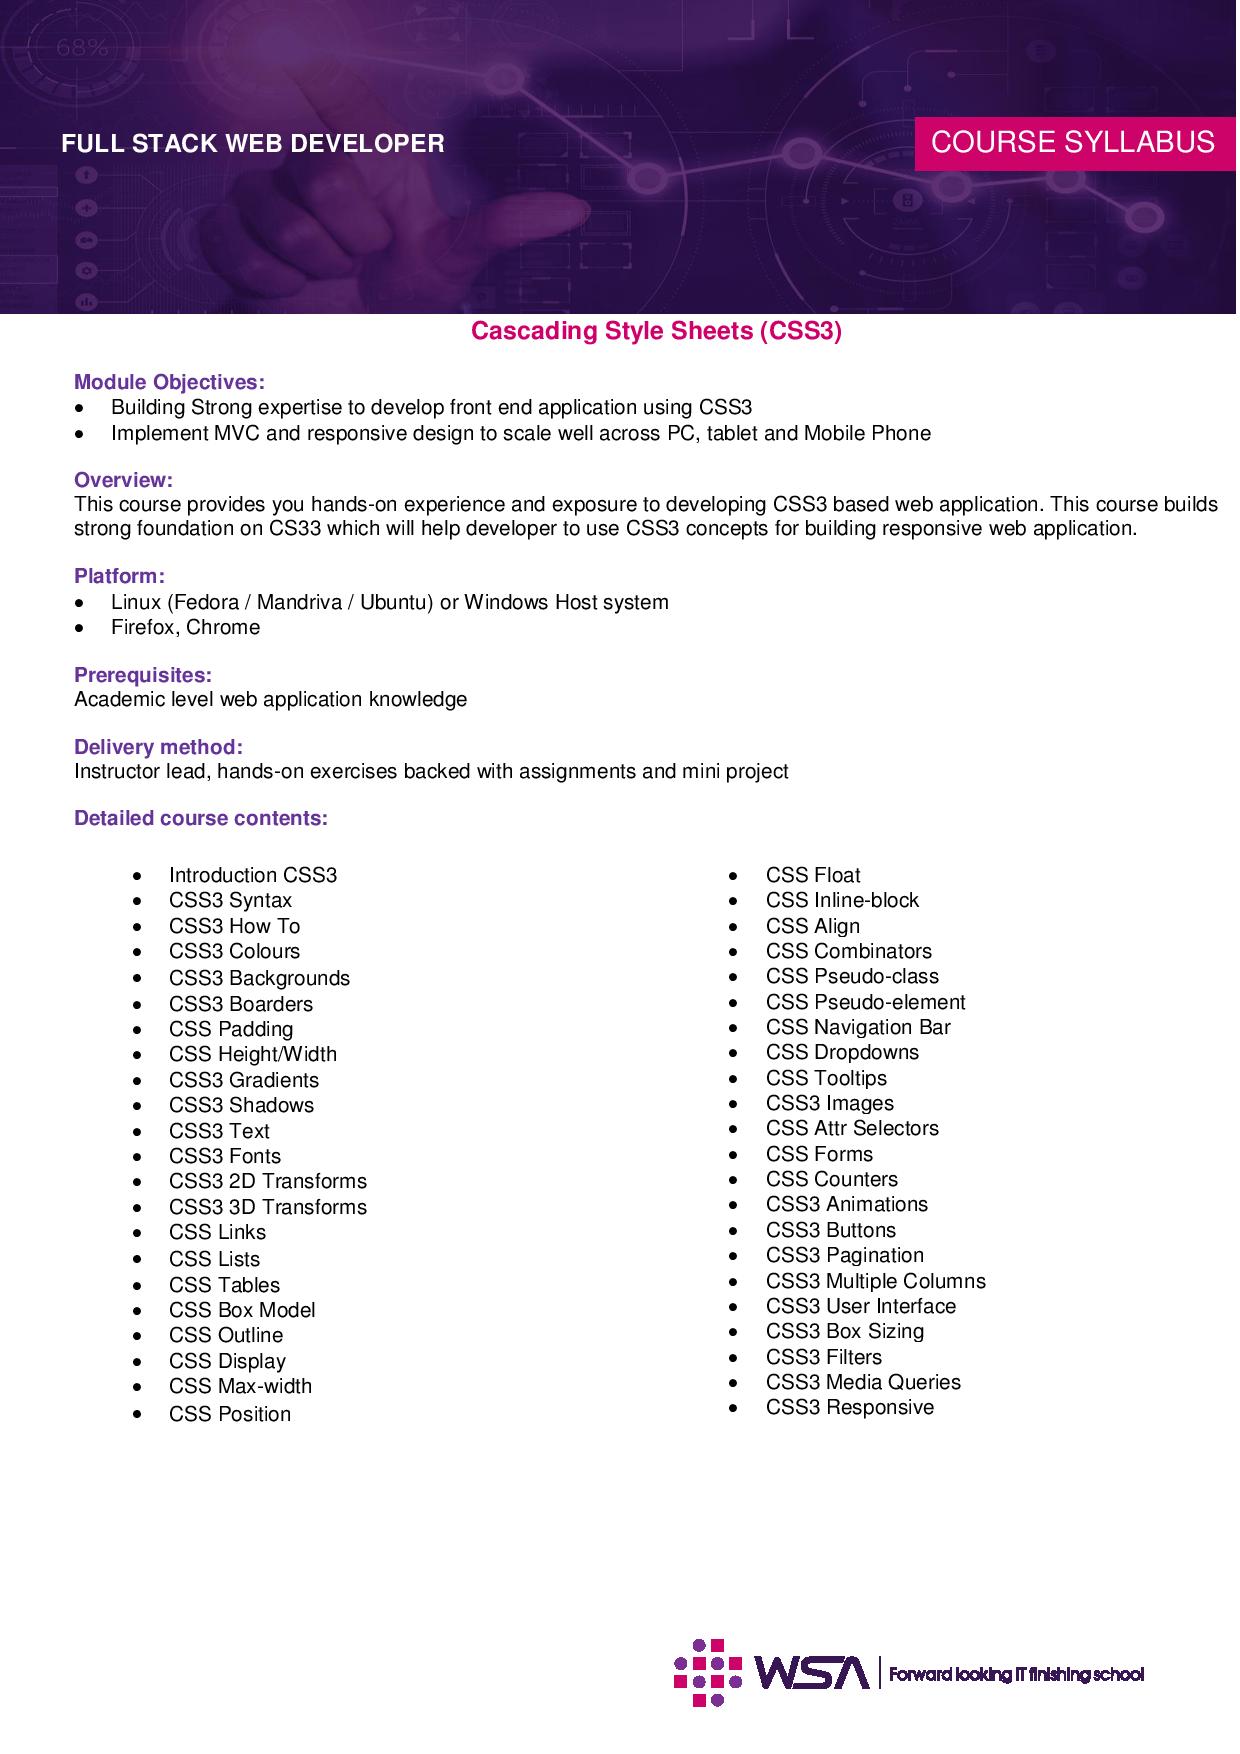 68%
FULL STACK WEB DEVELOPER
COURSE SYLLABUS
Cascading Style Sheets (CSS3)
Module Objectives:
• Building Strong expertise to develop front end application using CSS3
• Implement MVC and responsive design to scale well across PC, tablet and Mobile Phone
Overview:
This course provides you hands-on experience and exposure to developing CSS3 based web application. This course builds
strong foundation on CS33 which will help developer to use CSS3 concepts for building responsive web application.
Platform:
• Linux (Fedora / Mandriva / Ubuntu) or Windows Host system
• Firefox, Chrome
Prerequisites:
Academic level web application knowledge
Delivery method:
Instructor lead, hands-on exercises backed with assignments and mini project
Detailed course contents:
• Introduction CSS3
• CSS3 Syntax
• CSS3 How To
• CSS3 Colours
• CSS3 Backgrounds
• CSS3 Boarders
• CSS Padding
• CSS Height/Width
• CSS3 Gradients
• CSS3 Shadows
• CSS3 Text
• CSS3 Fonts
• CSS3 2D Transforms
• CSS3 3D Transforms
• CSS Links
• CSS Lists
• CSS Tables
• CSS Box Model
• CSS Outline
• CSS Display
• CSS Max-width
• CSS Position
• CSS Float
• CSS Inline-block
• CSS Align
• CSS Combinators
• CSS Pseudo-class
• CSS Pseudo-element
• CSS Navigation Bar
• CSS Dropdowns
• CSS Tooltips
• CSS3 Images
• CSS Attr Selectors
• CSS Forms
• CSS Counters
• CSS3 Animations
• CSS3 Buttons
• CSS3 Pagination
• CSS3 Multiple Columns
• CSS3 User Interface
• CSS3 Box Sizing
• CSS3 Filters
• CSS3 Media Queries
• CSS3 Responsive
WSA Forward looking IT finishing school